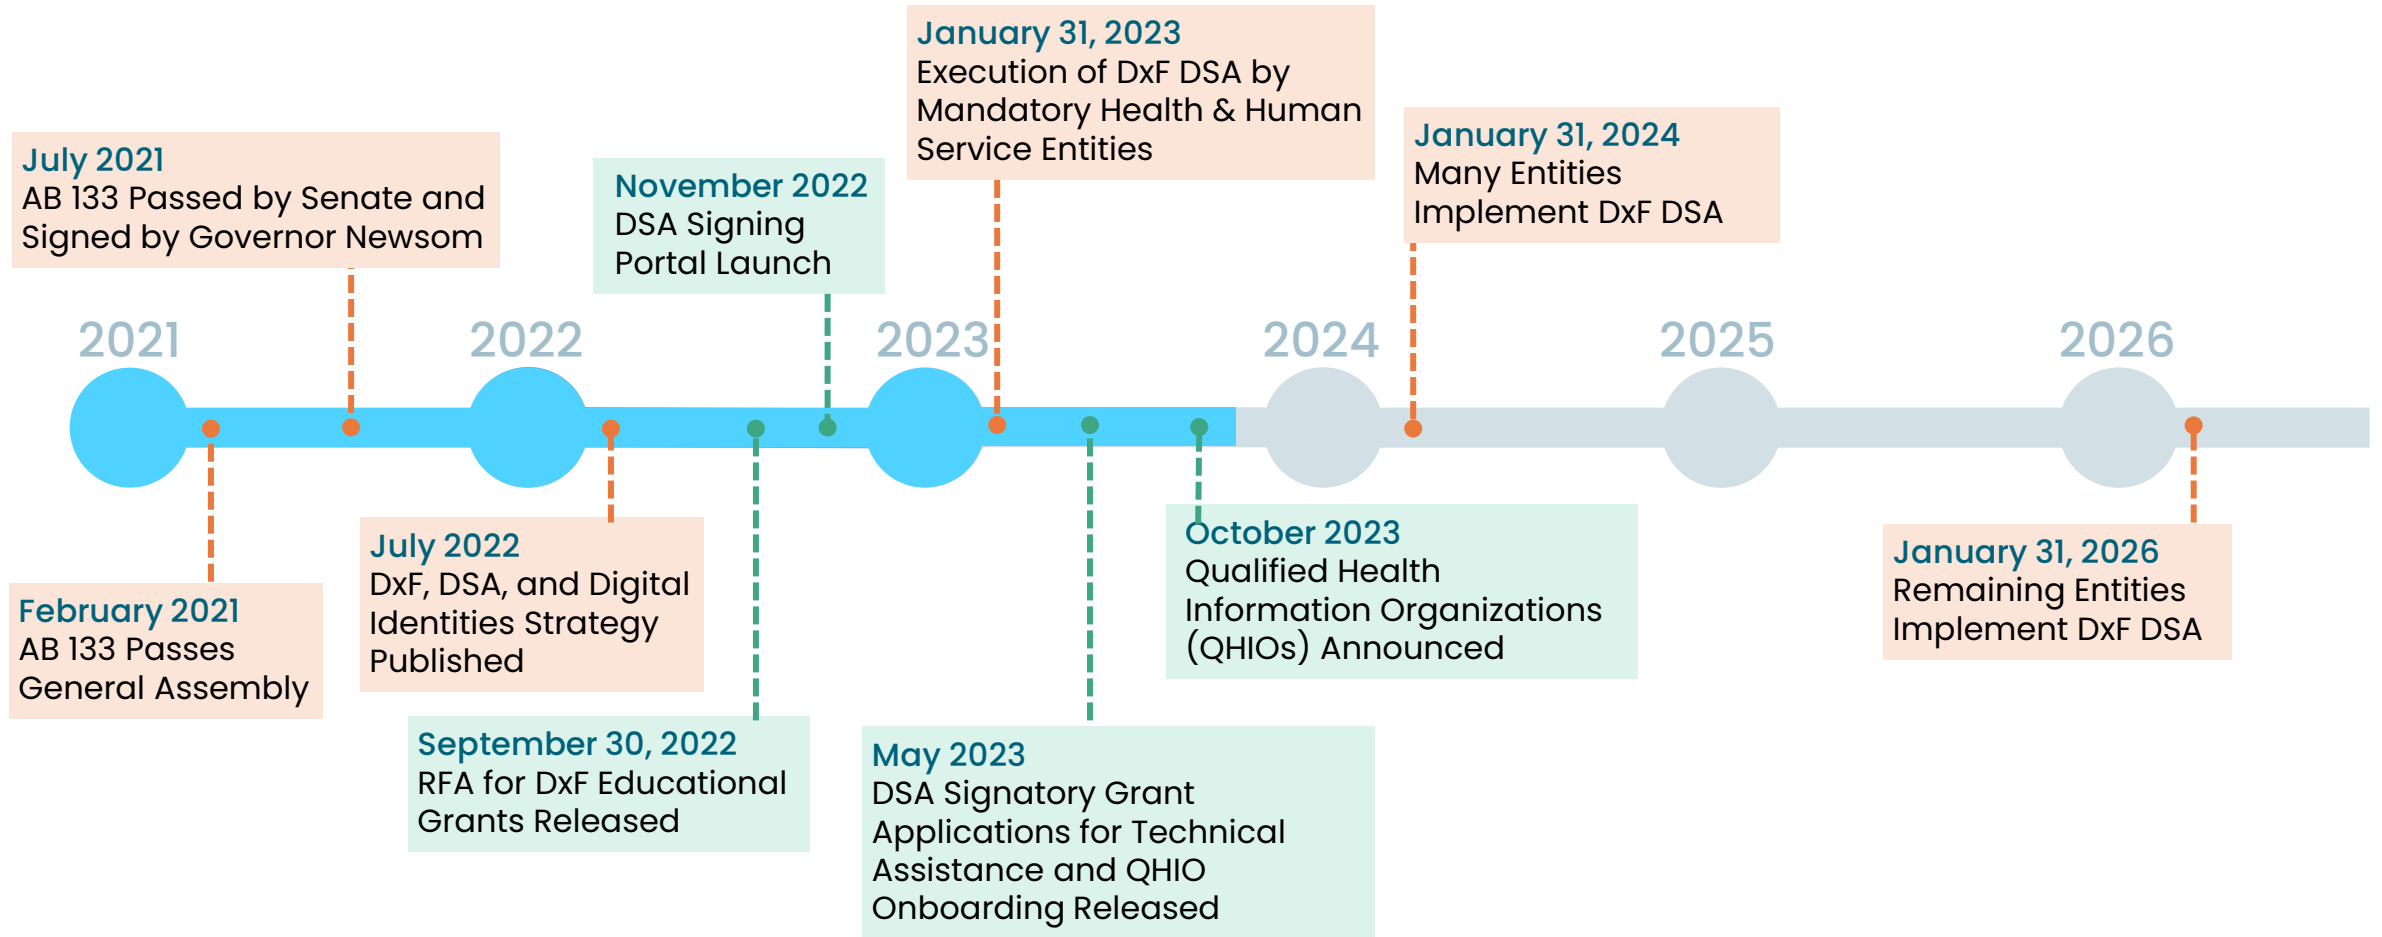 January 31, 2023
Execution of DxF DSA by
Mandatory Health & Human
Service Entities
January 31, 2024
Many Entities
Implement DxF DSA
July 2021
AB 133 Passed by Senate and
Signed by Governor Newsom
November 2022
DSA Signing
Portal Launch
2021
2022
2023
2024
2025
2026
February 2021
AB 133 Passes
General Assembly
July 2022
DxF, DSA, and Digital
Identities Strategy
Published
October 2023
Qualified Health
Information Organizations
(QHIOs) Announced
January 31, 2026
Remaining Entities
Implement DxF DSA
September 30, 2022
RFA for DxF Educational
Grants Released
May 2023
DSA Signatory Grant
Applications for Technical
Assistance and QHIO
Onboarding Released